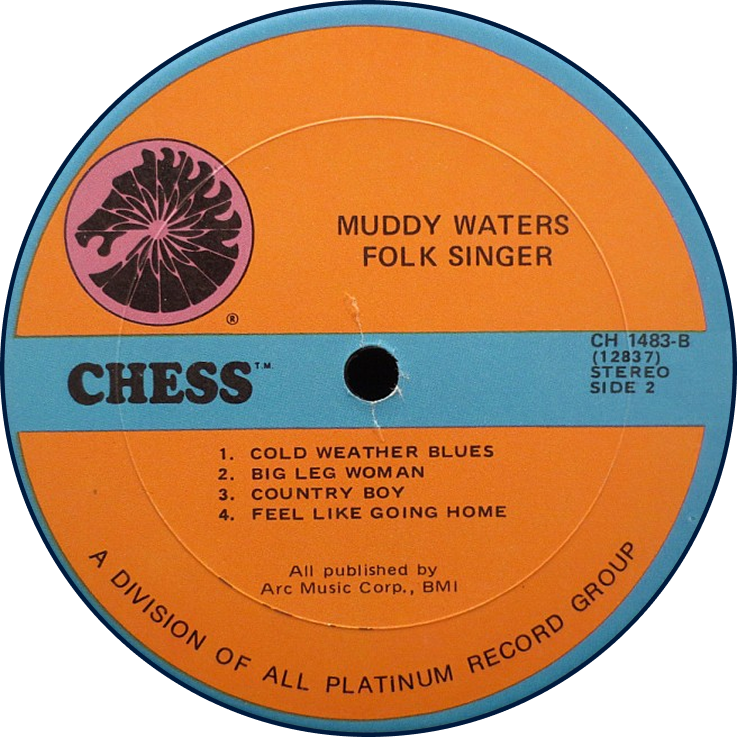 MUDDY WATERS
FOLK SINGER
®
CH 1483-B
(12837)
STEREO
SIDE 2
CHESS™
1. COLD WEATHER BLUES
2. BIG LEG WOMAN
3. COUNTRY BOY
4. FEEL LIKE GOING HOME
All published by
Arc Music Corp., BMI
A DIVISION OF ALL PLATINUM RECORD GROUP